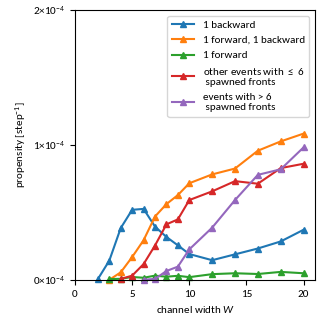 2×10⁻⁴
1 backward
1 forward, 1 backward
1 forward
other events with ≤ 6
spawned fronts
events with > 6
spawned fronts
propensity [step⁻¹]
1×10⁻⁴
0×10⁻⁴
0 5 10 15 20
channel width W